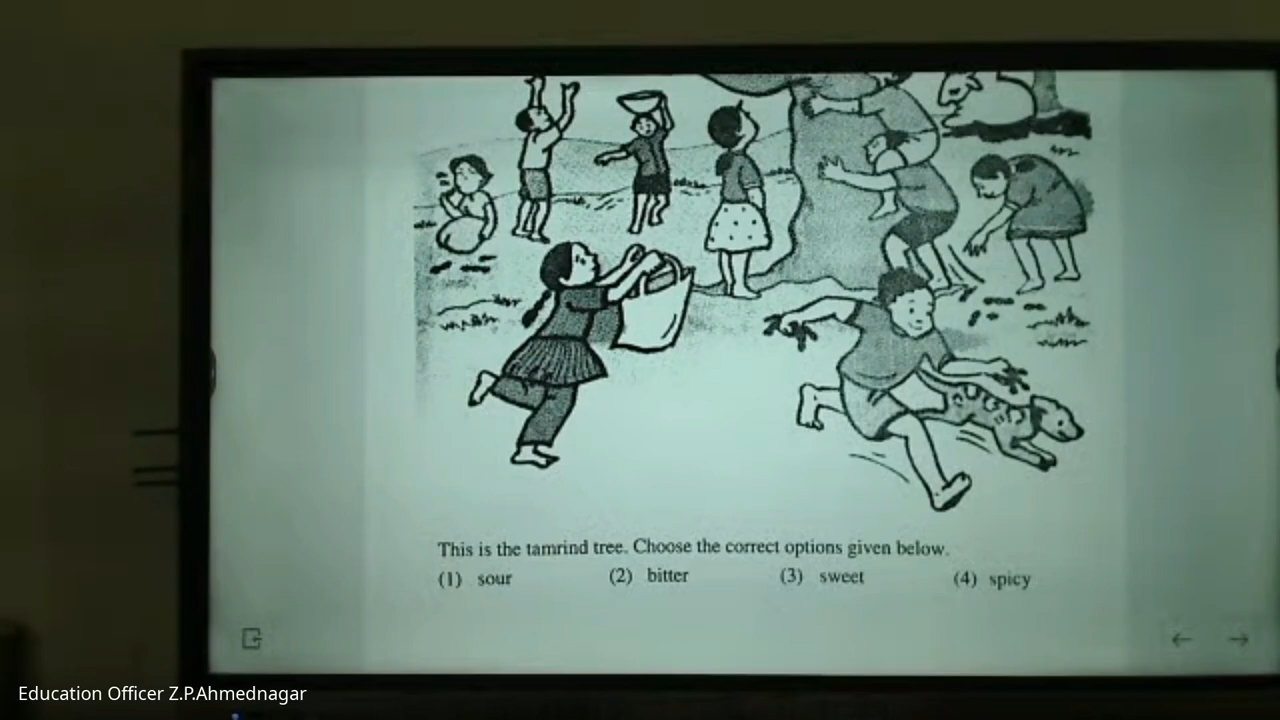 This is the tamrind tree. Choose the correct options given below.
(1) sour (2) bitter (3) sweet (4) spicy
Education Officer Z.P.Ahmednagar